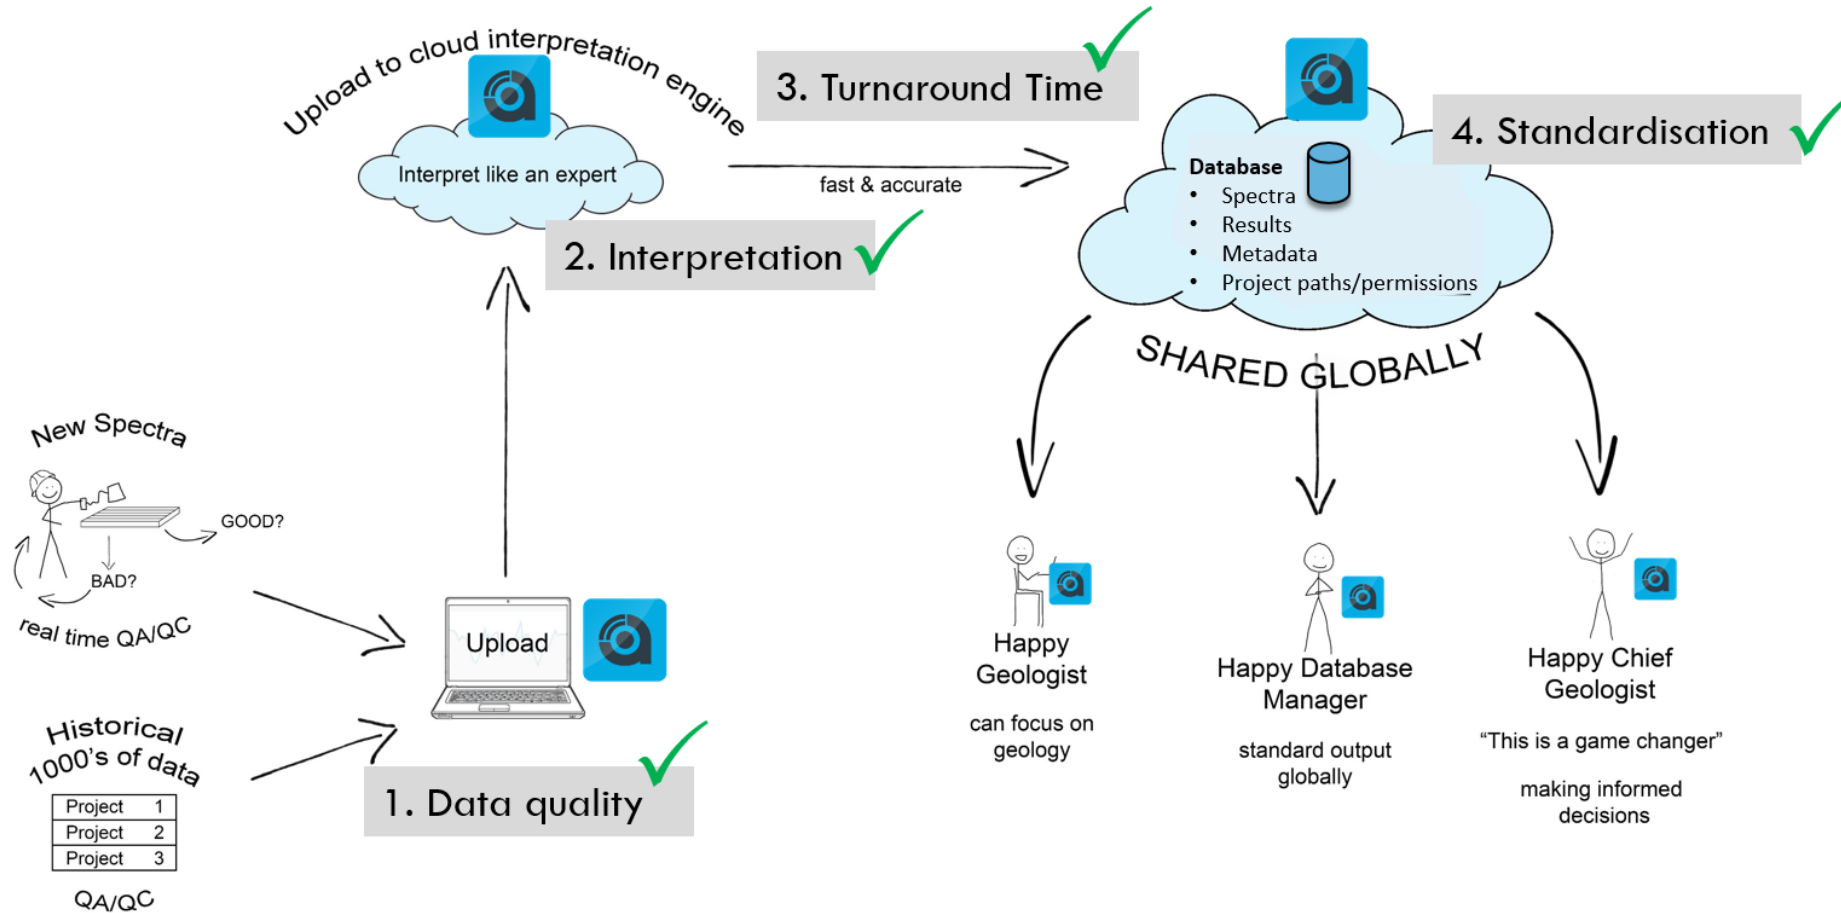 Upload to cloud interpretation engine
Interpret like an expert
2. Interpretation
3. Turnaround Time
fast & accurate
4. Standardisation
Database
• Spectra
• Results
• Metadata
• Project paths/permissions
SHARED GLOBALLY
New Spectra
GOOD?
BAD?
real time QA/QC
Upload
Historical
1000's of data
Project 1
Project 2
Project 3
QA/QC
1. Data quality
Happy
Geologist
can focus on
geology
Happy Database
Manager
standard output
globally
Happy Chief
Geologist
“This is a game changer”
making informed
decisions